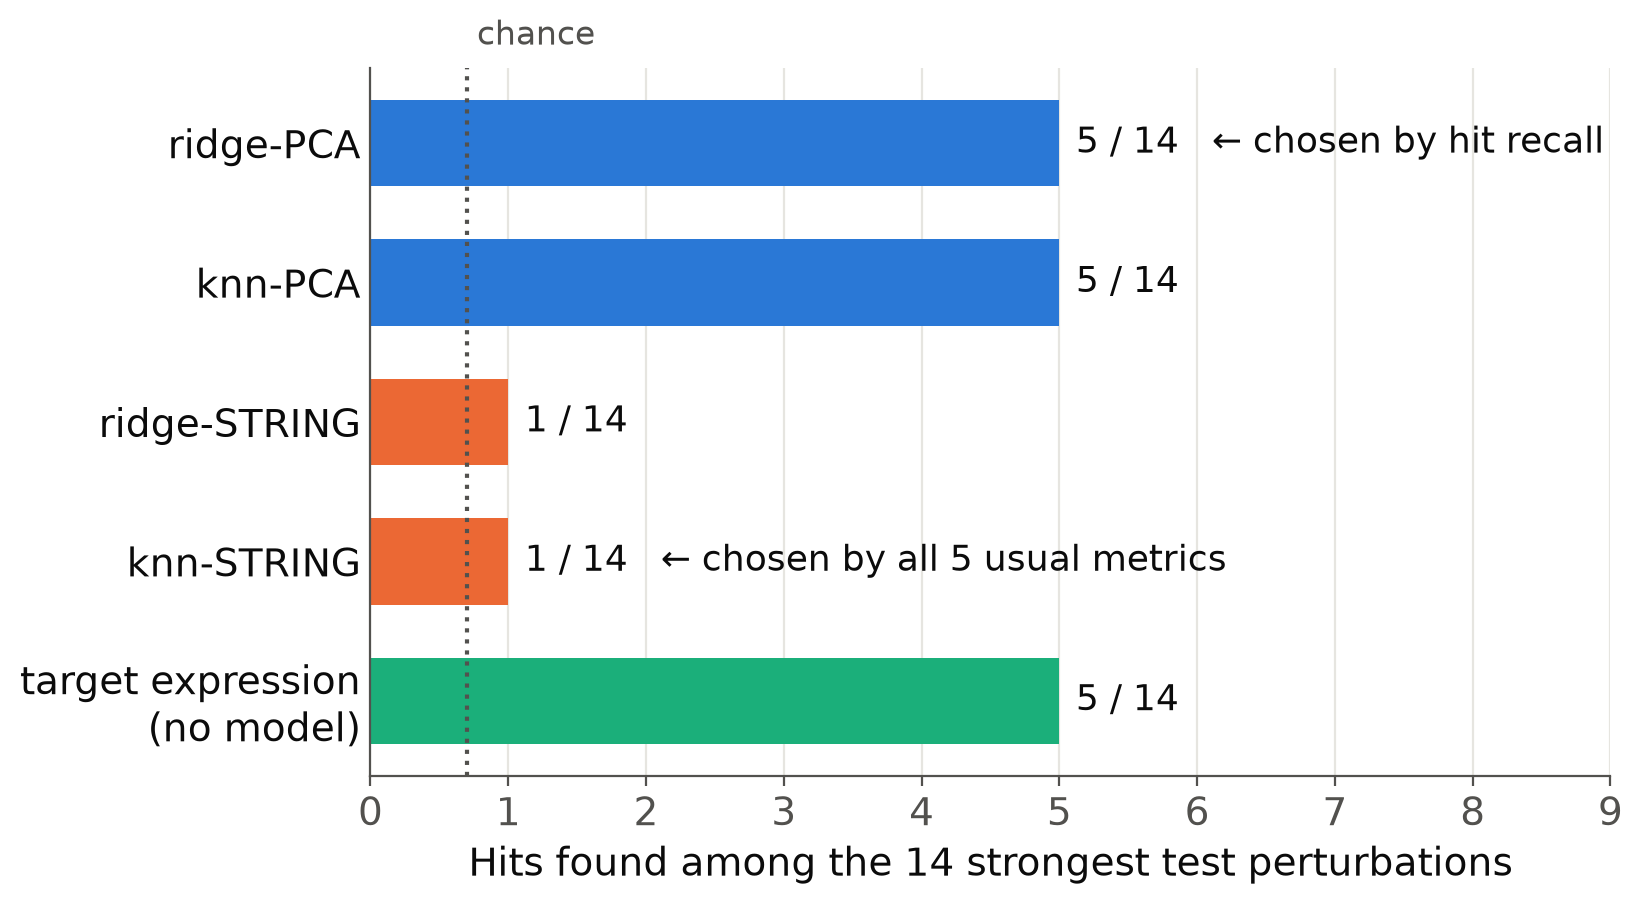 chance
ridge-PCA
5 / 14 ← chosen by hit recall
knn-PCA
5 / 14
ridge-STRING
1 / 14
knn-STRING
1 / 14 ← chosen by all 5 usual metrics
target expression
(no model)
5 / 14
0 1 2 3 4 5 6 7 8 9
Hits found among the 14 strongest test perturbations